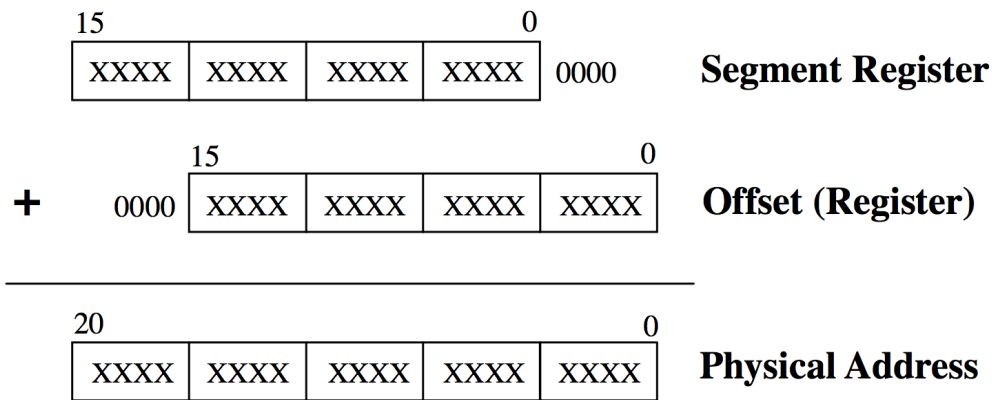 15 0
XXXX XXXX XXXX XXXX 0000 Segment Register
15 0
+ 0000 XXXX XXXX XXXX XXXX Offset (Register)
20 0
XXXX XXXX XXXX XXXX XXXX Physical Address